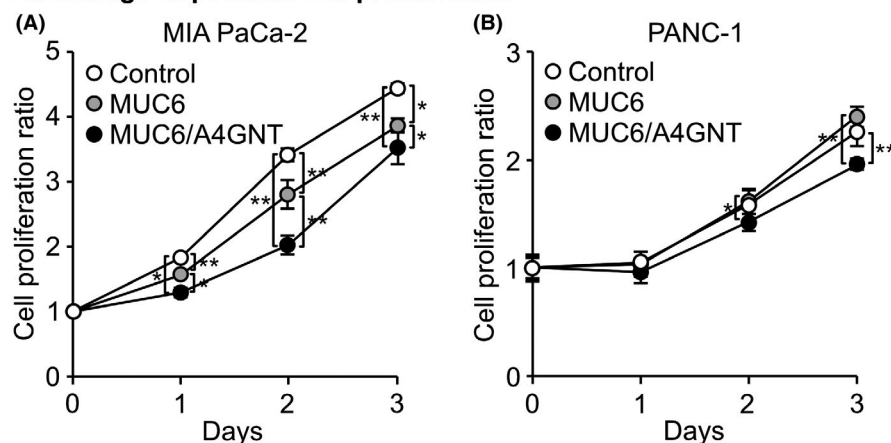 (A)
MIA PaCa-2
Cell proliferation ratio
5
4
3
2
1
0
Control
MUC6
MUC6/A4GNT
*
**
*
**
**
**
**
*
*
0
1
2
3
Days
(B)
PANC-1
Cell proliferation ratio
3
2
1
0
Control
MUC6
MUC6/A4GNT
*
**
**
0
1
2
3
Days